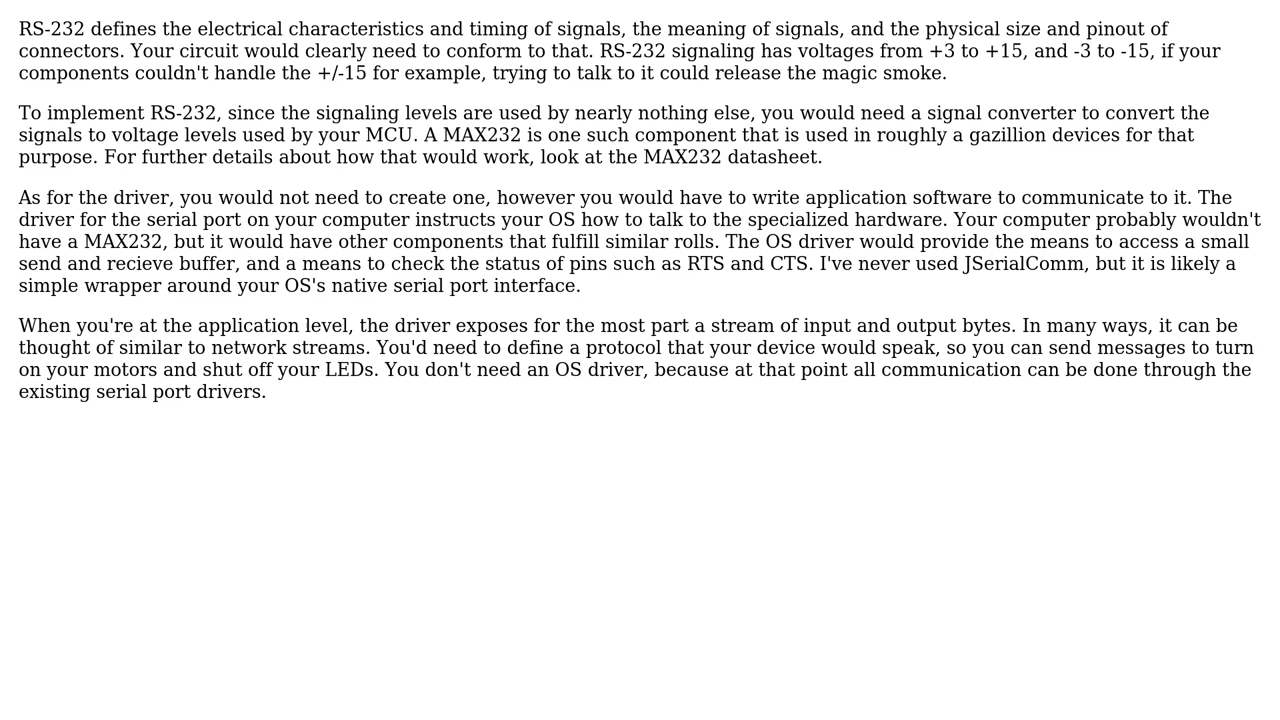 RS-232 defines the electrical characteristics and timing of signals, the meaning of signals, and the physical size and pinout of
connectors. Your circuit would clearly need to conform to that. RS-232 signaling has voltages from +3 to +15, and -3 to -15, if your
components couldn't handle the +/-15 for example, trying to talk to it could release the magic smoke.
To implement RS-232, since the signaling levels are used by nearly nothing else, you would need a signal converter to convert the
signals to voltage levels used by your MCU. A MAX232 is one such component that is used in roughly a gazillion devices for that
purpose. For further details about how that would work, look at the MAX232 datasheet.
As for the driver, you would not need to create one, however you would have to write application software to communicate to it. The
driver for the serial port on your computer instructs your OS how to talk to the specialized hardware. Your computer probably wouldn't
have a MAX232, but it would have other components that fulfill similar rolls. The OS driver would provide the means to access a small
send and recieve buffer, and a means to check the status of pins such as RTS and CTS. I've never used JSerialComm, but it is likely a
simple wrapper around your OS's native serial port interface.
When you're at the application level, the driver exposes for the most part a stream of input and output bytes. In many ways, it can be
thought of similar to network streams. You'd need to define a protocol that your device would speak, so you can send messages to turn
on your motors and shut off your LEDs. You don't need an OS driver, because at that point all communication can be done through the
existing serial port drivers.